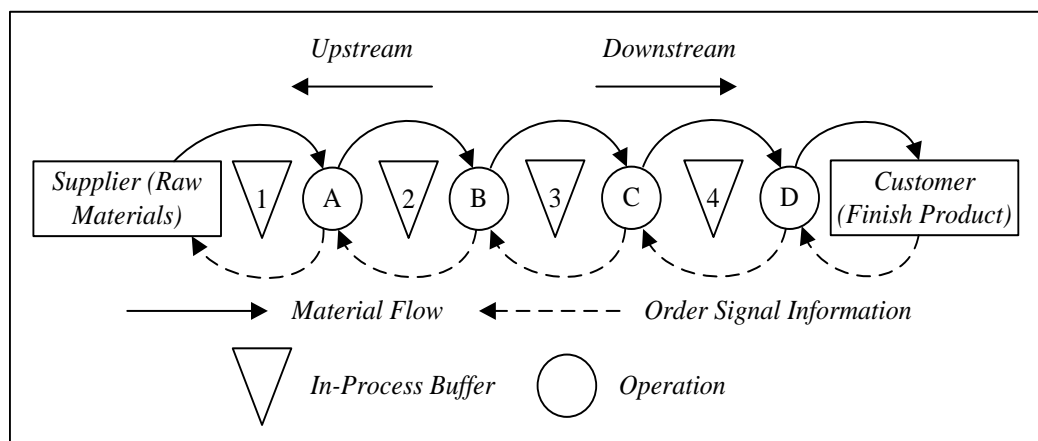 Upstream
Downstream
Supplier (Raw
Materials)
1
A
2
B
3
C
4
D
Customer
(Finish Product)
Material Flow
Order Signal Information
In-Process Buffer
Operation